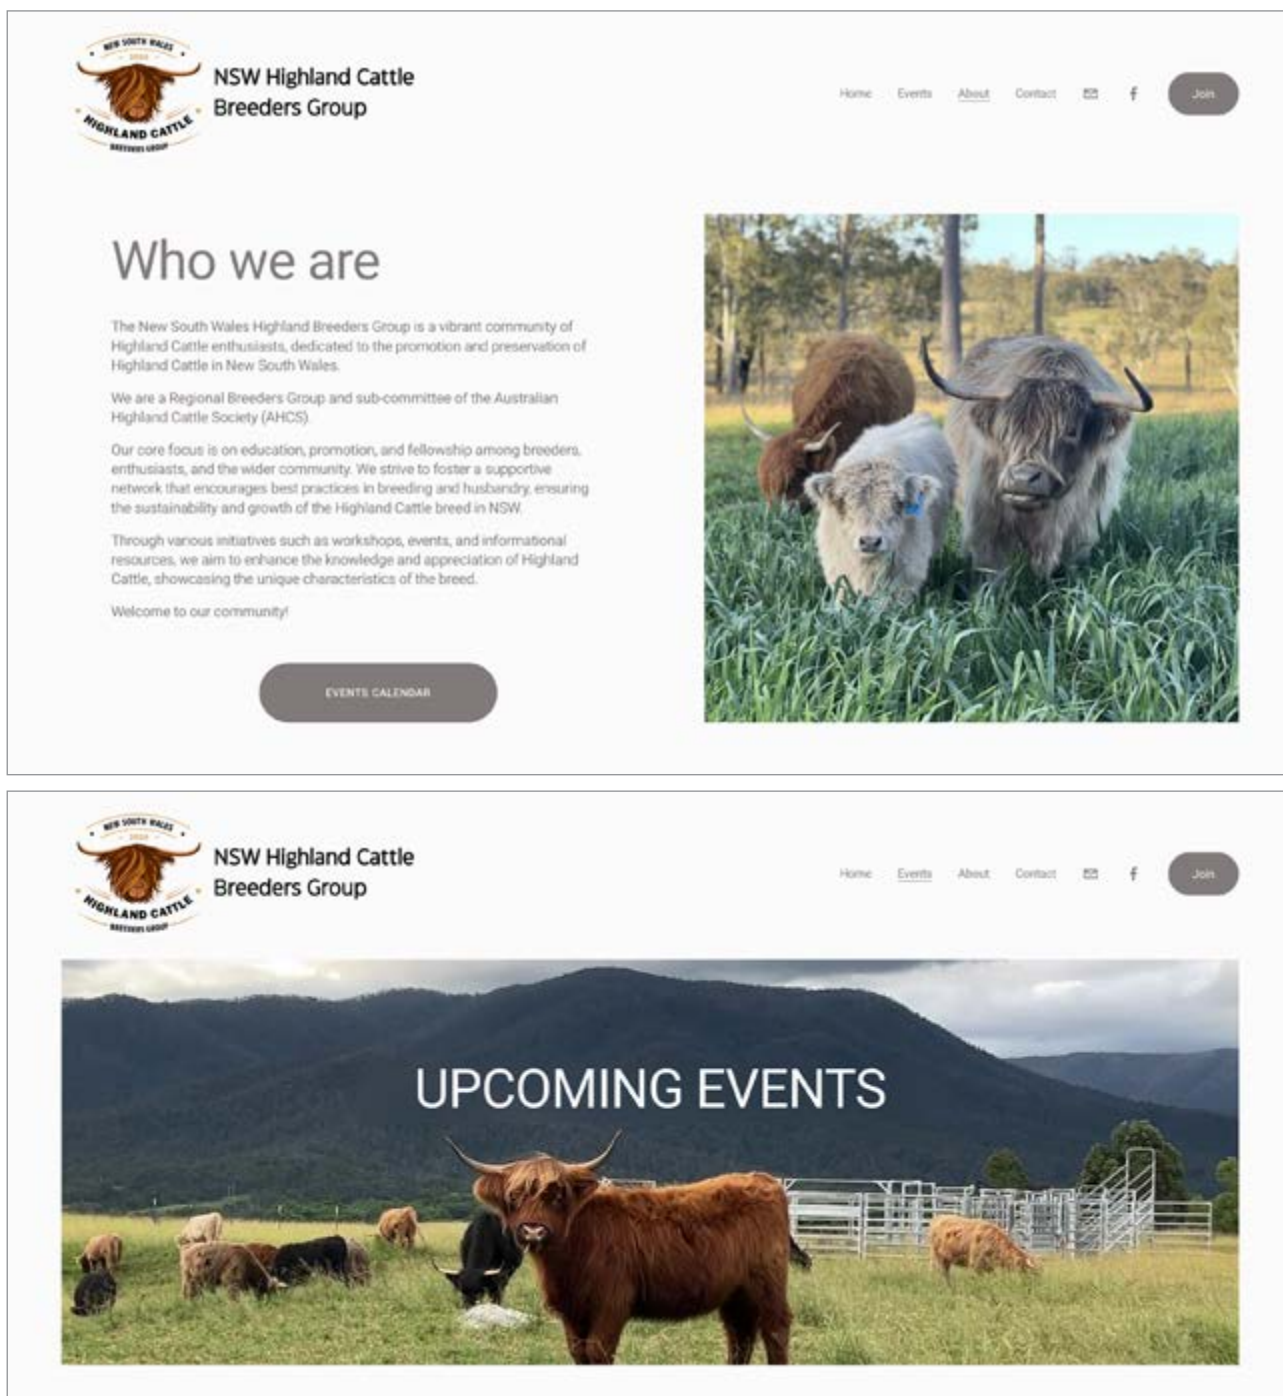 NEW SOUTH WALES
HIGHLAND CATTLE
BREEDERS GROUP
NSW Highland Cattle
Breeders Group
Home Events About Contact Join
Who we are
The New South Wales Highland Breeders Group is a vibrant community of
Highland Cattle enthusiasts, dedicated to the promotion and preservation of
Highland Cattle in New South Wales.
We are a Regional Breeders Group and sub-committee of the Australian
Highland Cattle Society (AHCS).
Our core focus is on education, promotion, and fellowship among breeders,
enthusiasts, and the wider community. We strive to foster a supportive
network that encourages best practices in breeding and husbandry, ensuring
the sustainability and growth of the Highland Cattle breed in NSW.
Through various initiatives such as workshops, events, and informational
resources, we aim to enhance the knowledge and appreciation of Highland
Cattle, showcasing the unique characteristics of the breed.
Welcome to our community!
EVENTS CALENDAR
NEW SOUTH WALES
HIGHLAND CATTLE
BREEDERS GROUP
NSW Highland Cattle
Breeders Group
Home Events About Contact Join
UPCOMING EVENTS